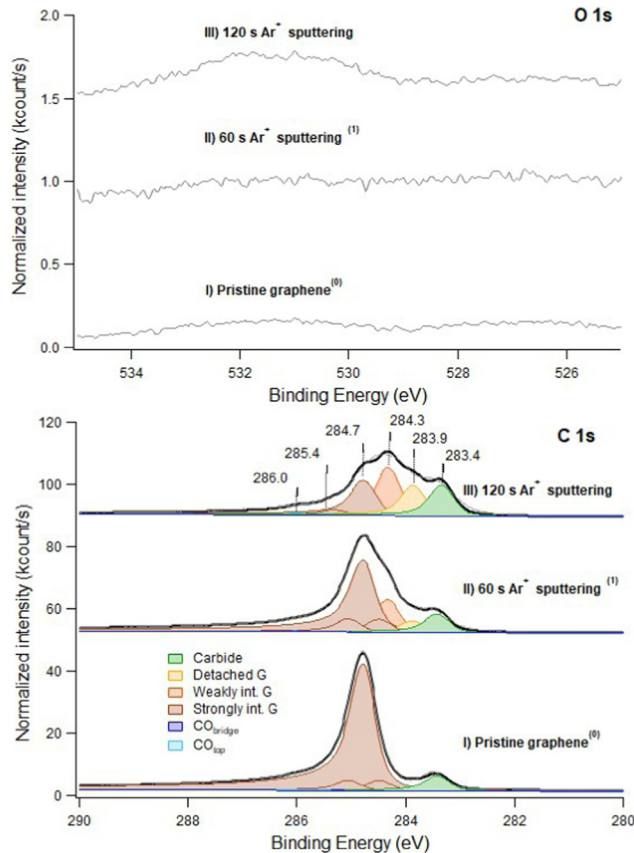 O 1s
2.0
III) 120 s Ar+ sputtering
1.5
II) 60 s Ar+ sputtering (1)
1.0
0.5
I) Pristine graphene(0)
0.0
534 532 530 528 526
Binding Energy (eV)
Normalized intensity (kcount/s)
C 1s
120
284.7 284.3 283.9 283.4
285.4
286.0
100
III) 120 s Ar+ sputtering
80
II) 60 s Ar+ sputtering (1)
60
Carbide
Detached G
Weakly int. G
Strongly int. G
CObridge
COtop
40
I) Pristine graphene(0)
20
0
290 288 286 284 282 280
Binding Energy (eV)
Normalized intensity (kcount/s)